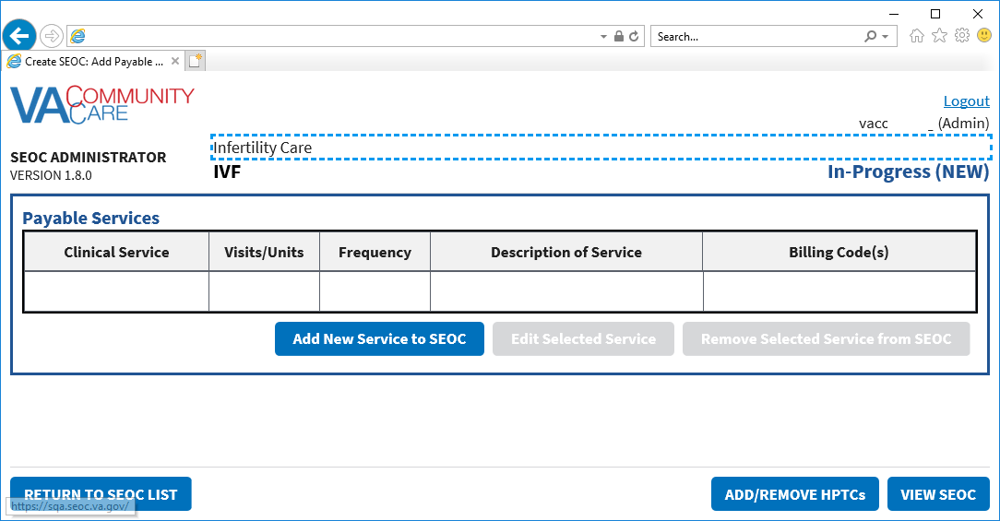 Search...
Create SEOC: Add Payable ...
VA COMMUNITY CARE
Logout
vacc _ (Admin)
Infertility Care
SEOC ADMINISTRATOR
VERSION 1.8.0
IVF
In-Progress (NEW)
Payable Services
Clinical Service Visits/Units Frequency Description of Service Billing Code(s)
Add New Service to SEOC Edit Selected Service Remove Selected Service from SEOC
RETURN TO SEOC LIST ADD/REMOVE HPTCs VIEW SEOC
https://sqa.seoc.va.gov/